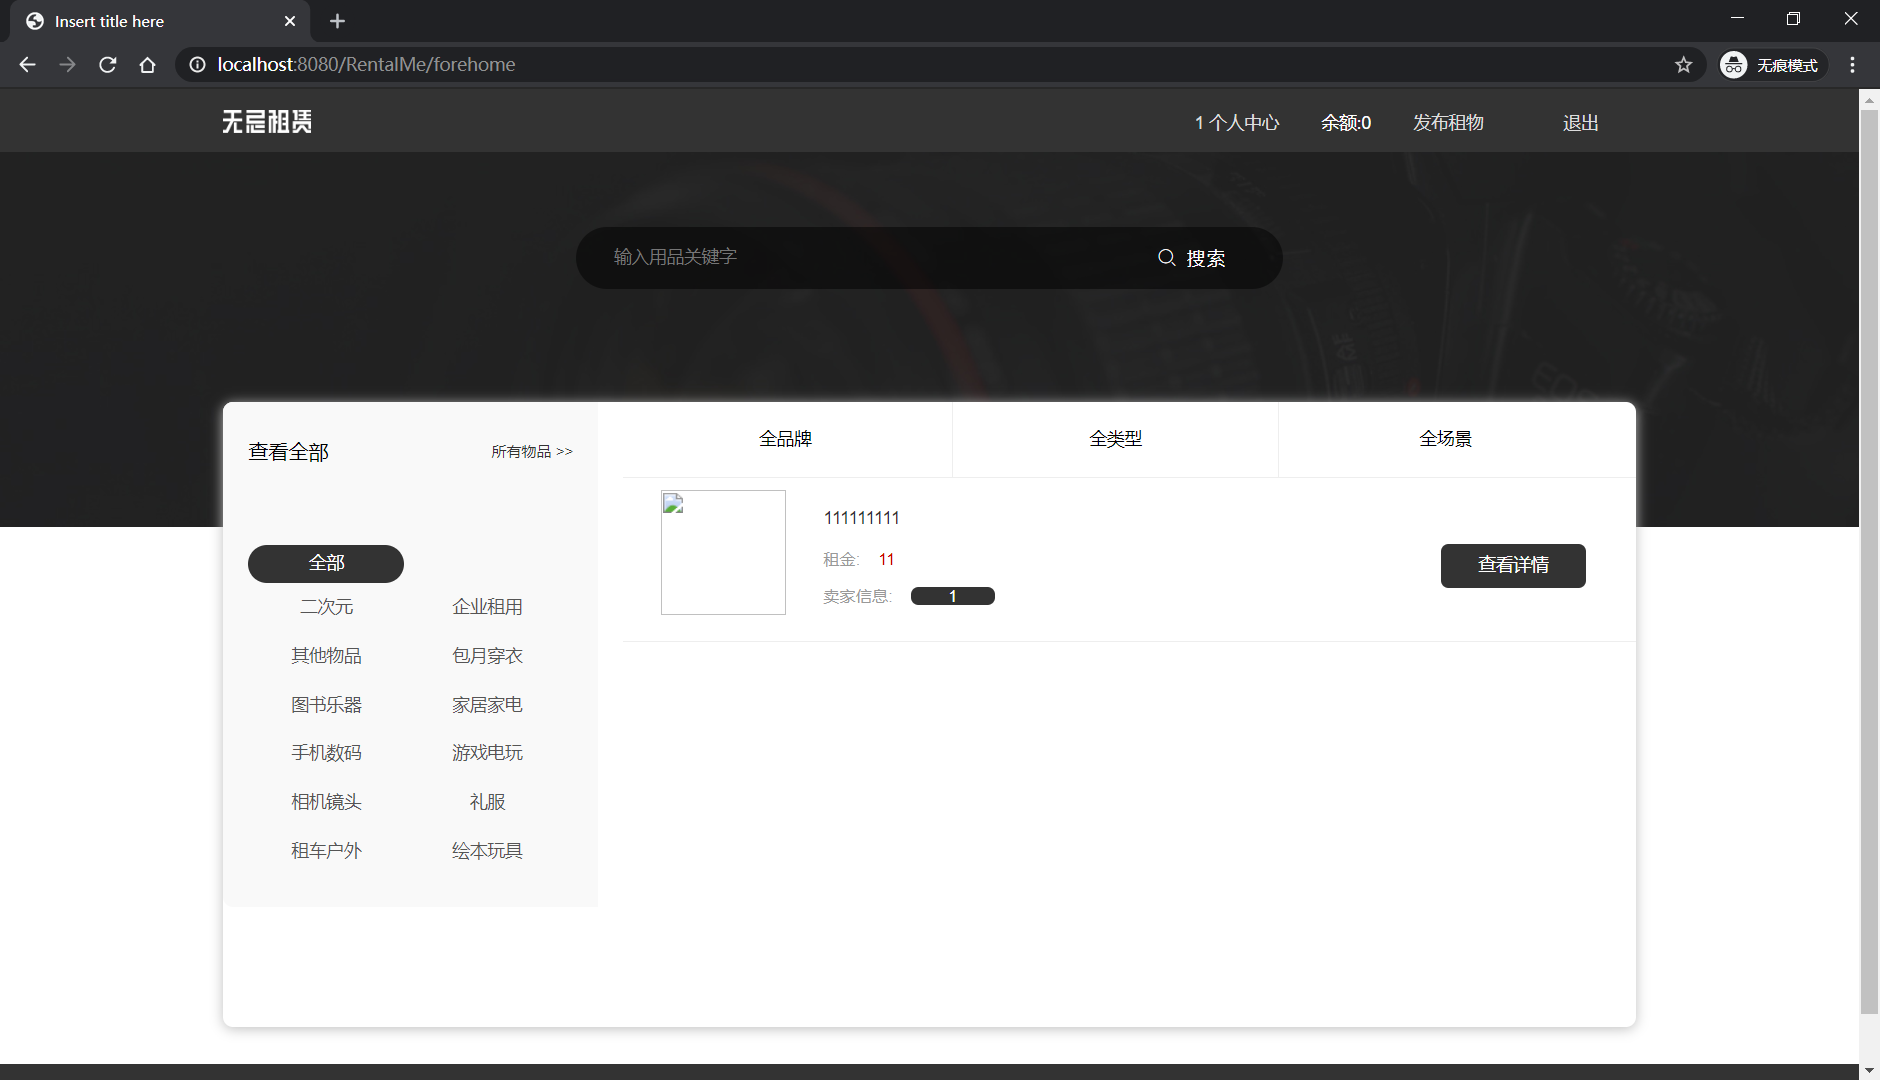 Insert title here
localhost:8080/RentalMe/forehome
无痕模式
无忌租赁
1 个人中心 余额:0 发布租物 退出
输入用品关键字 搜索
查看全部 所有物品 >>
全品牌 全类型 全场景
111111111
租金: 11
卖家信息: 1
查看详情
全部
二次元 企业租用
其他物品 包月穿衣
图书乐器 家居家电
手机数码 游戏电玩
相机镜头 礼服
租车户外 绘本玩具